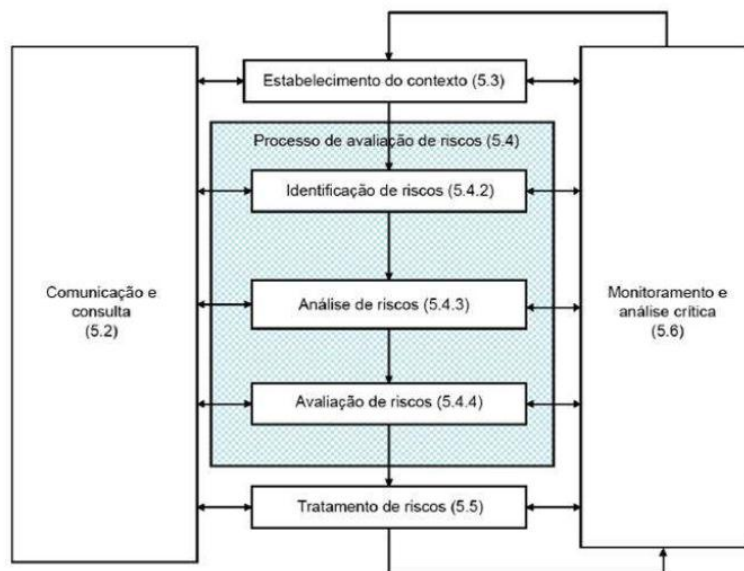 Estabelecimento do contexto (5.3)
Processo de avaliação de riscos (5.4)
Identificação de riscos (5.4.2)
Comunicação e
consulta
(5.2)
Análise de riscos (5.4.3)
Monitoramento e
análise crítica
(5.6)
Avaliação de riscos (5.4.4)
Tratamento de riscos (5.5)